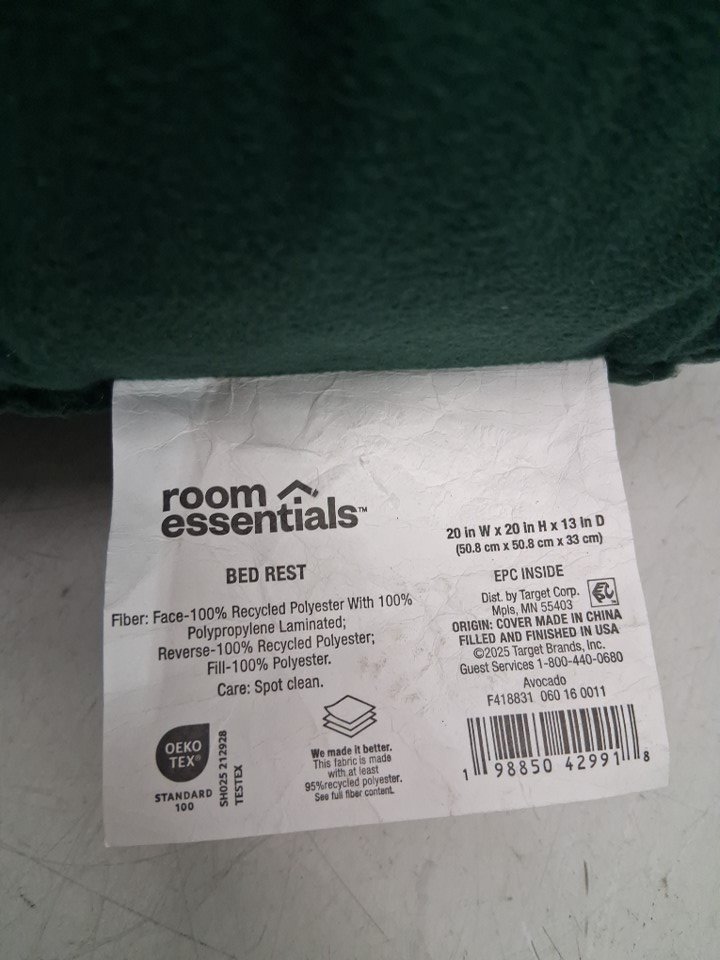 room
essentials™
BED REST
Fiber: Face-100% Recycled Polyester With 100%
Polypropylene Laminated;
Reverse-100% Recycled Polyester;
Fill-100% Polyester.
Care: Spot clean.
OEKO
TEX®
STANDARD
100
SH025 212928
TESTEX
We made it better.
This fabric is made
with at least
95%recycled polyester.
See full fiber content.
20 in W x 20 in H x 13 in D
(50.8 cm x 50.8 cm x 33 cm)
EPC INSIDE
Dist. by Target Corp.
Mpls, MN 55403
ORIGIN: COVER MADE IN CHINA
FILLED AND FINISHED IN USA
©2025 Target Brands, Inc.
Guest Services 1-800-440-0680
Avocado
F418831 060 16 0011
1 98850 42991 8